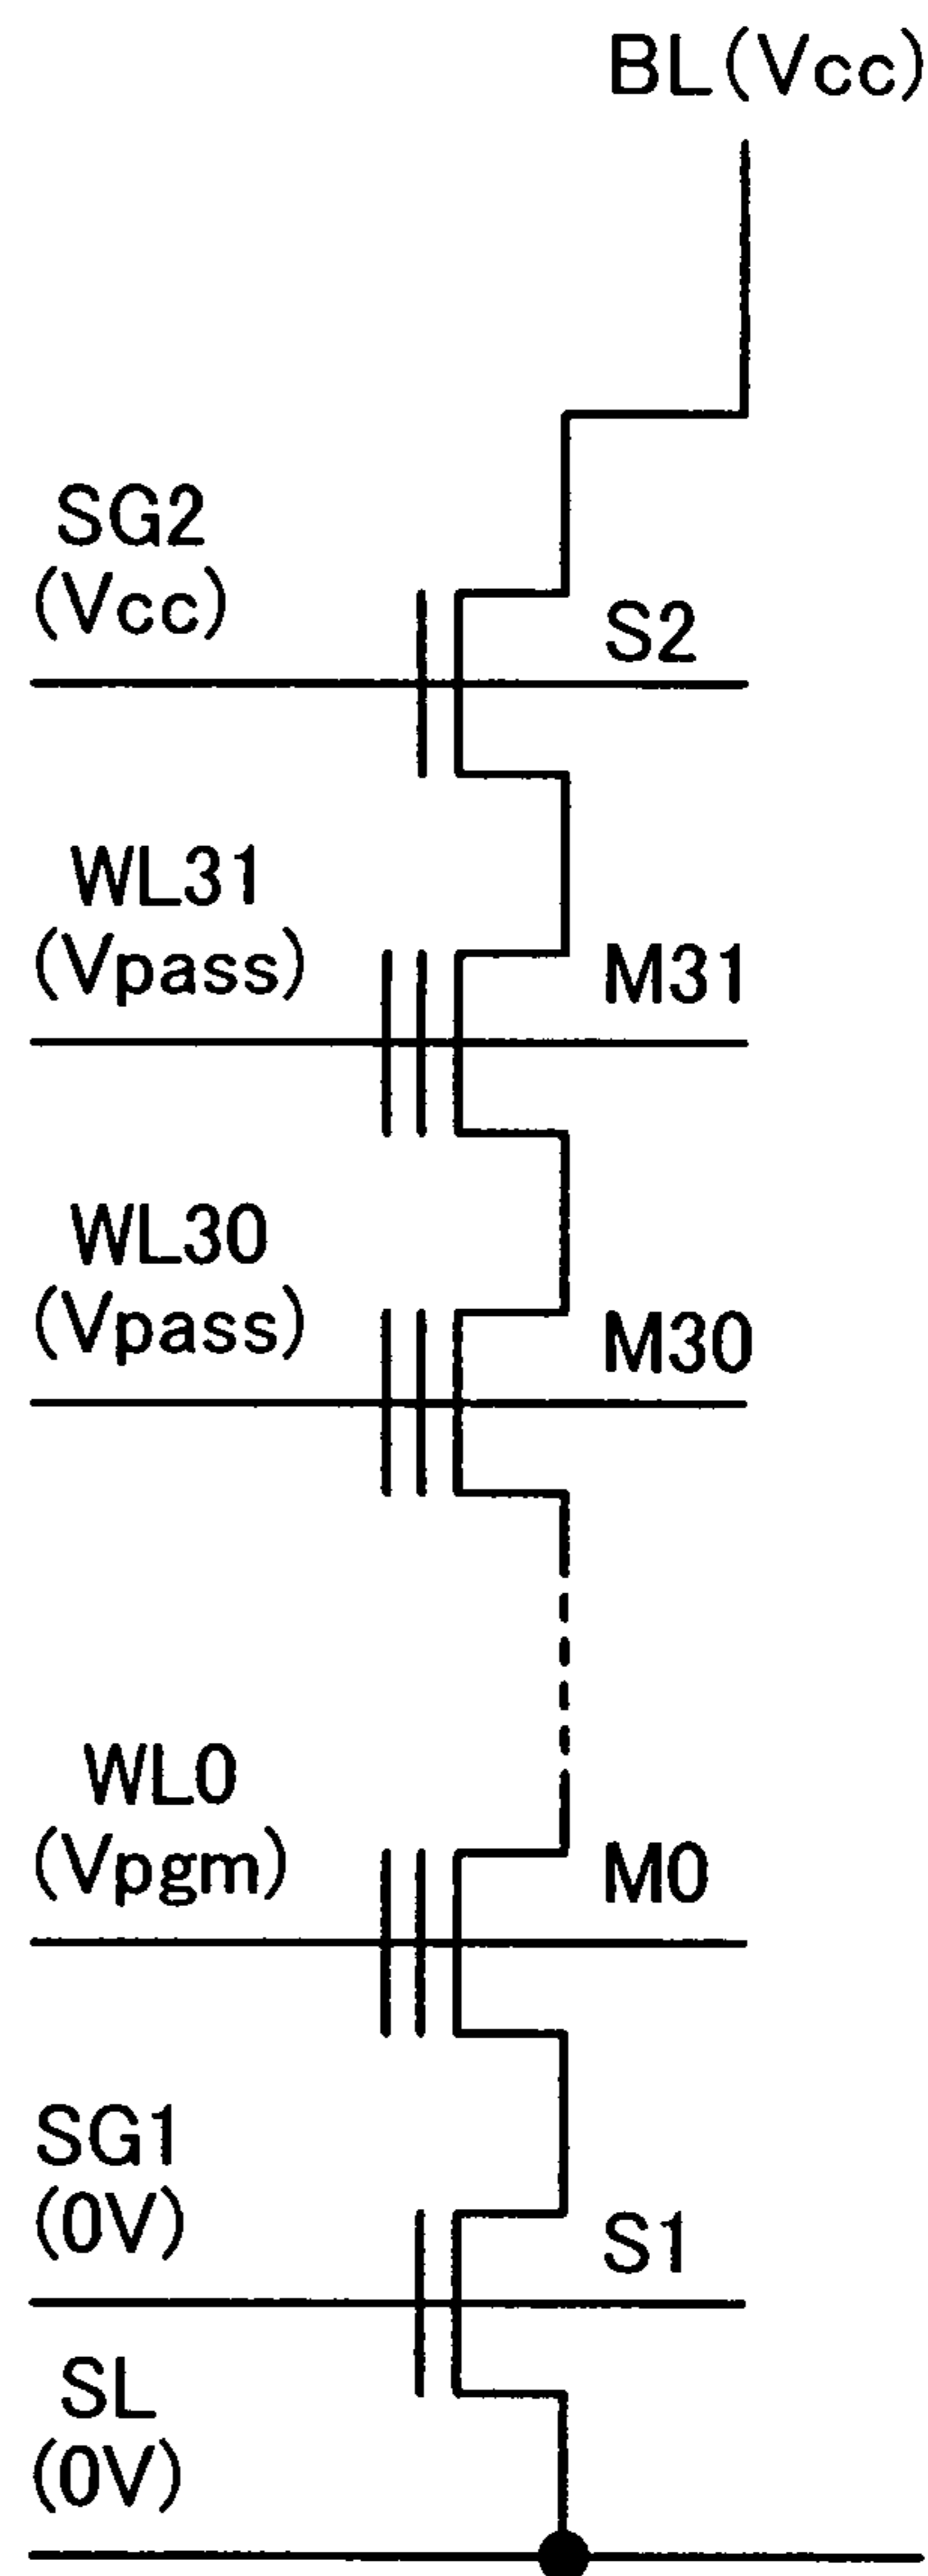 BL(Vcc)
SG2
(Vcc)
S2
WL31
(Vpass)
M31
WL30
(Vpass)
M30
WL0
(Vpgm)
M0
SG1
(0V)
S1
SL
(0V)